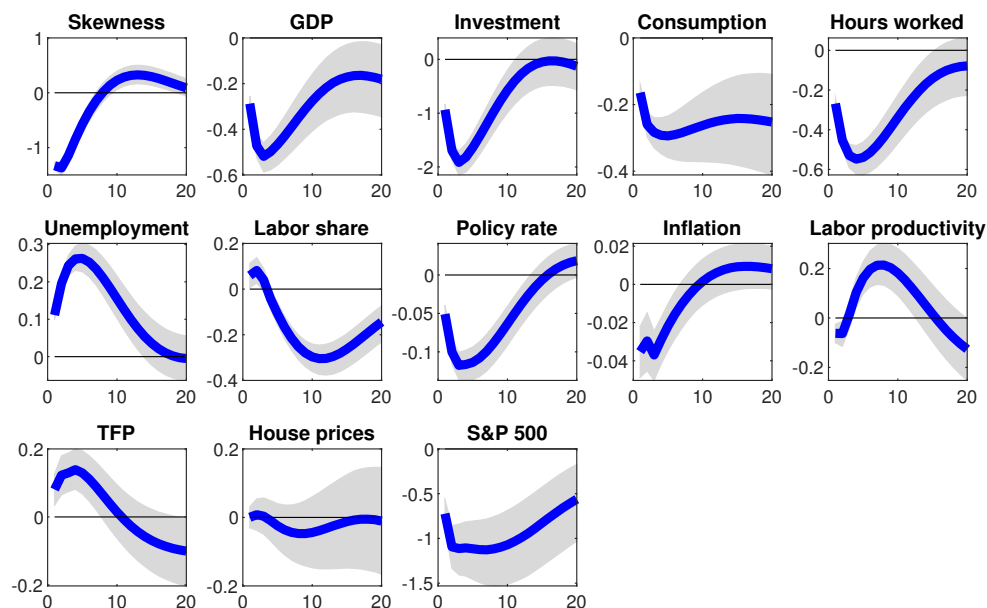 Skewness
1
0
-1
0 10 20
GDP
0
-0.2
-0.4
-0.6
0 10 20
Investment
0
-1
-2
0 10 20
Consumption
0
-0.2
-0.4
0 10 20
Hours worked
0
-0.2
-0.4
-0.6
0 10 20
Unemployment
0.3
0.2
0.1
0
0 10 20
Labor share
0.2
0
-0.2
-0.4
0 10 20
Policy rate
0
-0.05
-0.1
0 10 20
Inflation
0.02
0
-0.02
-0.04
0 10 20
Labor productivity
0.2
0
-0.2
0 10 20
TFP
0.2
0
-0.2
0 10 20
House prices
0.2
0
-0.2
0 10 20
S&P 500
0
-0.5
-1
-1.5
0 10 20